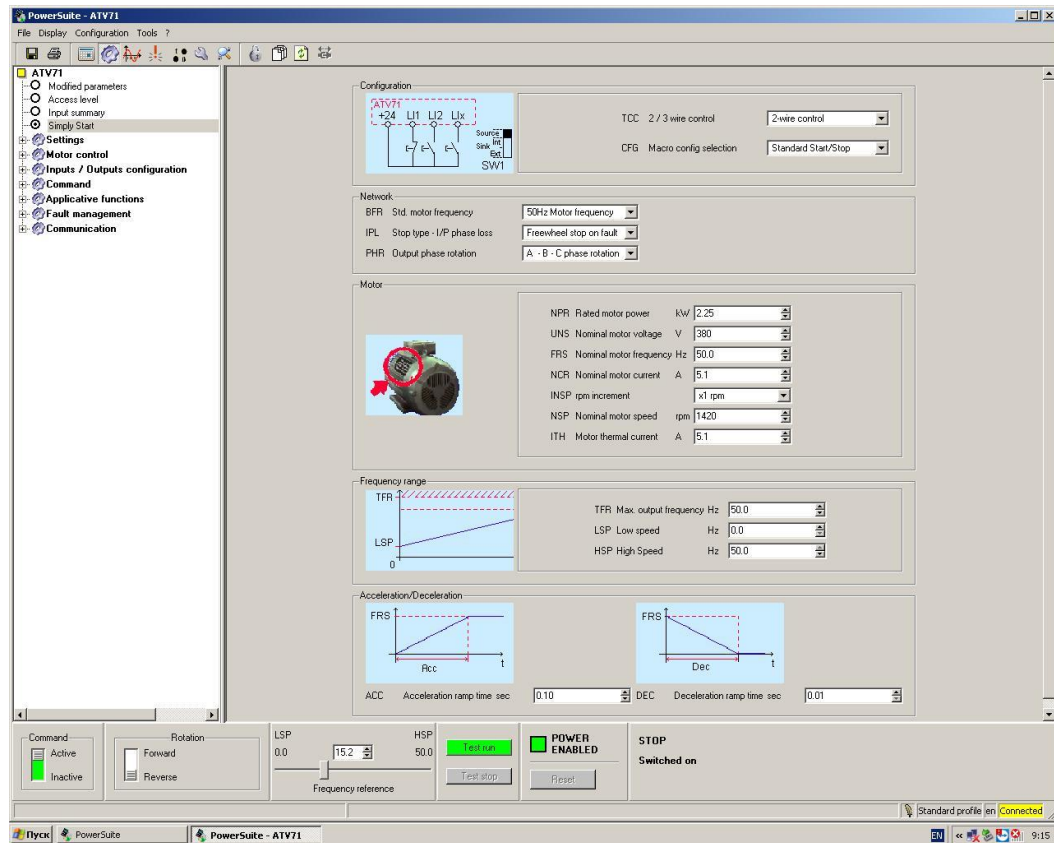 PowerSuite - ATV71
File Display Configuration Tools ?
ATV71
Modified parameters
Access level
Input summary
Simply Start
Settings
Motor control
Inputs / Outputs configuration
Command
Applicative functions
Fault management
Communication
Configuration
ATV71
+24 LI1 LI2 LIx
Source
Int
Sink
Ext
SW1
TCC 2 / 3 wire control 2-wire control
CFG Macro config selection Standard Start/Stop
Network
BFR Std. motor frequency 50Hz Motor frequency
IPL Stop type - I/P phase loss Freewheel stop on fault
PHR Output phase rotation A - B - C phase rotation
Motor
NPR Rated motor power kW 2.25
UNS Nominal motor voltage V 380
FRS Nominal motor frequency Hz 50.0
NCR Nominal motor current A 5.1
INSP rpm increment x1 rpm
NSP Nominal motor speed rpm 1420
ITH Motor thermal current A 5.1
Frequency range
TFR
LSP
0
TFR Max. output frequency Hz 50.0
LSP Low speed Hz 0.0
HSP High Speed Hz 50.0
Acceleration/Deceleration
FRS
Acc
t
FRS
Dec
t
ACC Acceleration ramp time sec 0.10 DEC Deceleration ramp time sec 0.01
Command
Active
Inactive
Rotation
Forward
Reverse
LSP HSP
0.0 15.2 50.0
Frequency reference
Test run
Test stop
POWER ENABLED
Reset
STOP
Switched on
Standard profile en Connected
Пуск PowerSuite PowerSuite - ATV71 EN « 9:15